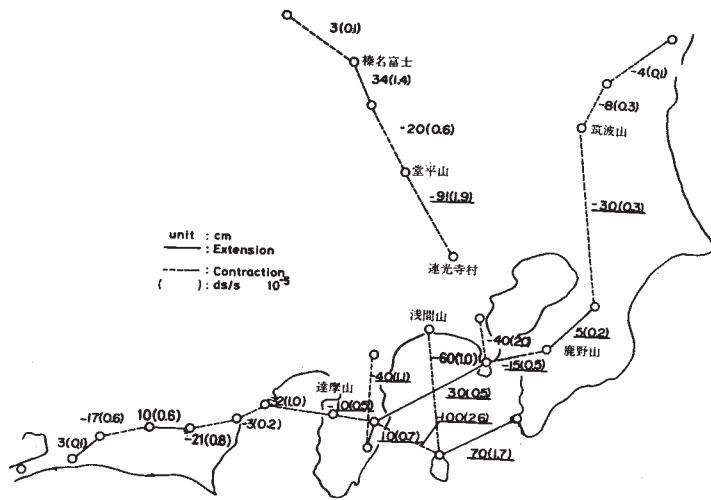 3(0.1)
榛名富士
34(1.4)
-4(0.1)
-8(0.3)
筑波山
-20(0.6)
堂平山
-91(1.9)
-30(0.3)
unit : cm
: Extension
: Contraction
( ) : ds/s 10⁻⁵
連光寺村
浅間山
-40(2.0)
5(0.2)
鹿野山
-60(1.0)
-15(0.5)
-40(1.1)
達摩山
30(0.5)
-10(0.5)
-32(1.0)
-17(0.6)
10(0.6)
-3(0.2)
-100(2.6)
10(0.7)
3(0.1)
-21(0.8)
70(1.7)